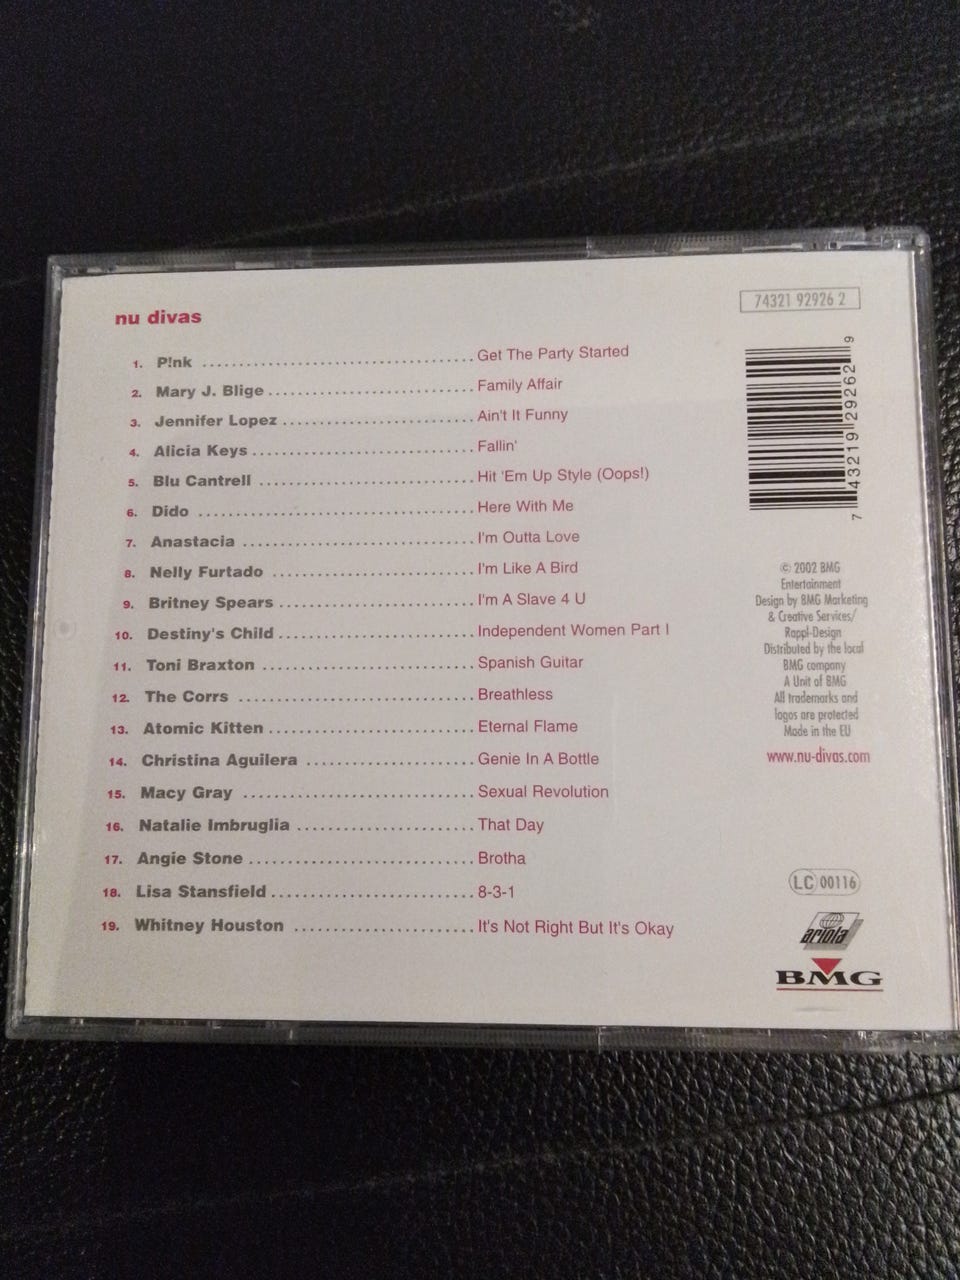 nu divas
1. P!nk ................................ Get The Party Started
2. Mary J. Blige ........................ Family Affair
3. Jennifer Lopez ....................... Ain't It Funny
4. Alicia Keys .......................... Fallin'
5. Blu Cantrell ......................... Hit 'Em Up Style (Oops!)
6. Dido ................................. Here With Me
7. Anastacia ............................ I'm Outta Love
8. Nelly Furtado ........................ I'm Like A Bird
9. Britney Spears ....................... I'm A Slave 4 U
10. Destiny's Child ..................... Independent Women Part I
11. Toni Braxton ........................ Spanish Guitar
12. The Corrs ........................... Breathless
13. Atomic Kitten ....................... Eternal Flame
14. Christina Aguilera .................. Genie In A Bottle
15. Macy Gray ........................... Sexual Revolution
16. Natalie Imbruglia ................... That Day
17. Angie Stone ......................... Brotha
18. Lisa Stansfield ..................... 8-3-1
19. Whitney Houston ..................... It's Not Right But It's Okay
74321 92926 2
7 43219 29262 9
© 2002 BMG
Entertainment
Design by BMG Marketing
& Creative Services/
Rappl-Design
Distributed by the local
BMG company
A Unit of BMG
All trademarks and
logos are protected
Made in the EU
www.nu-divas.com
LC 00116
ariola
BMG